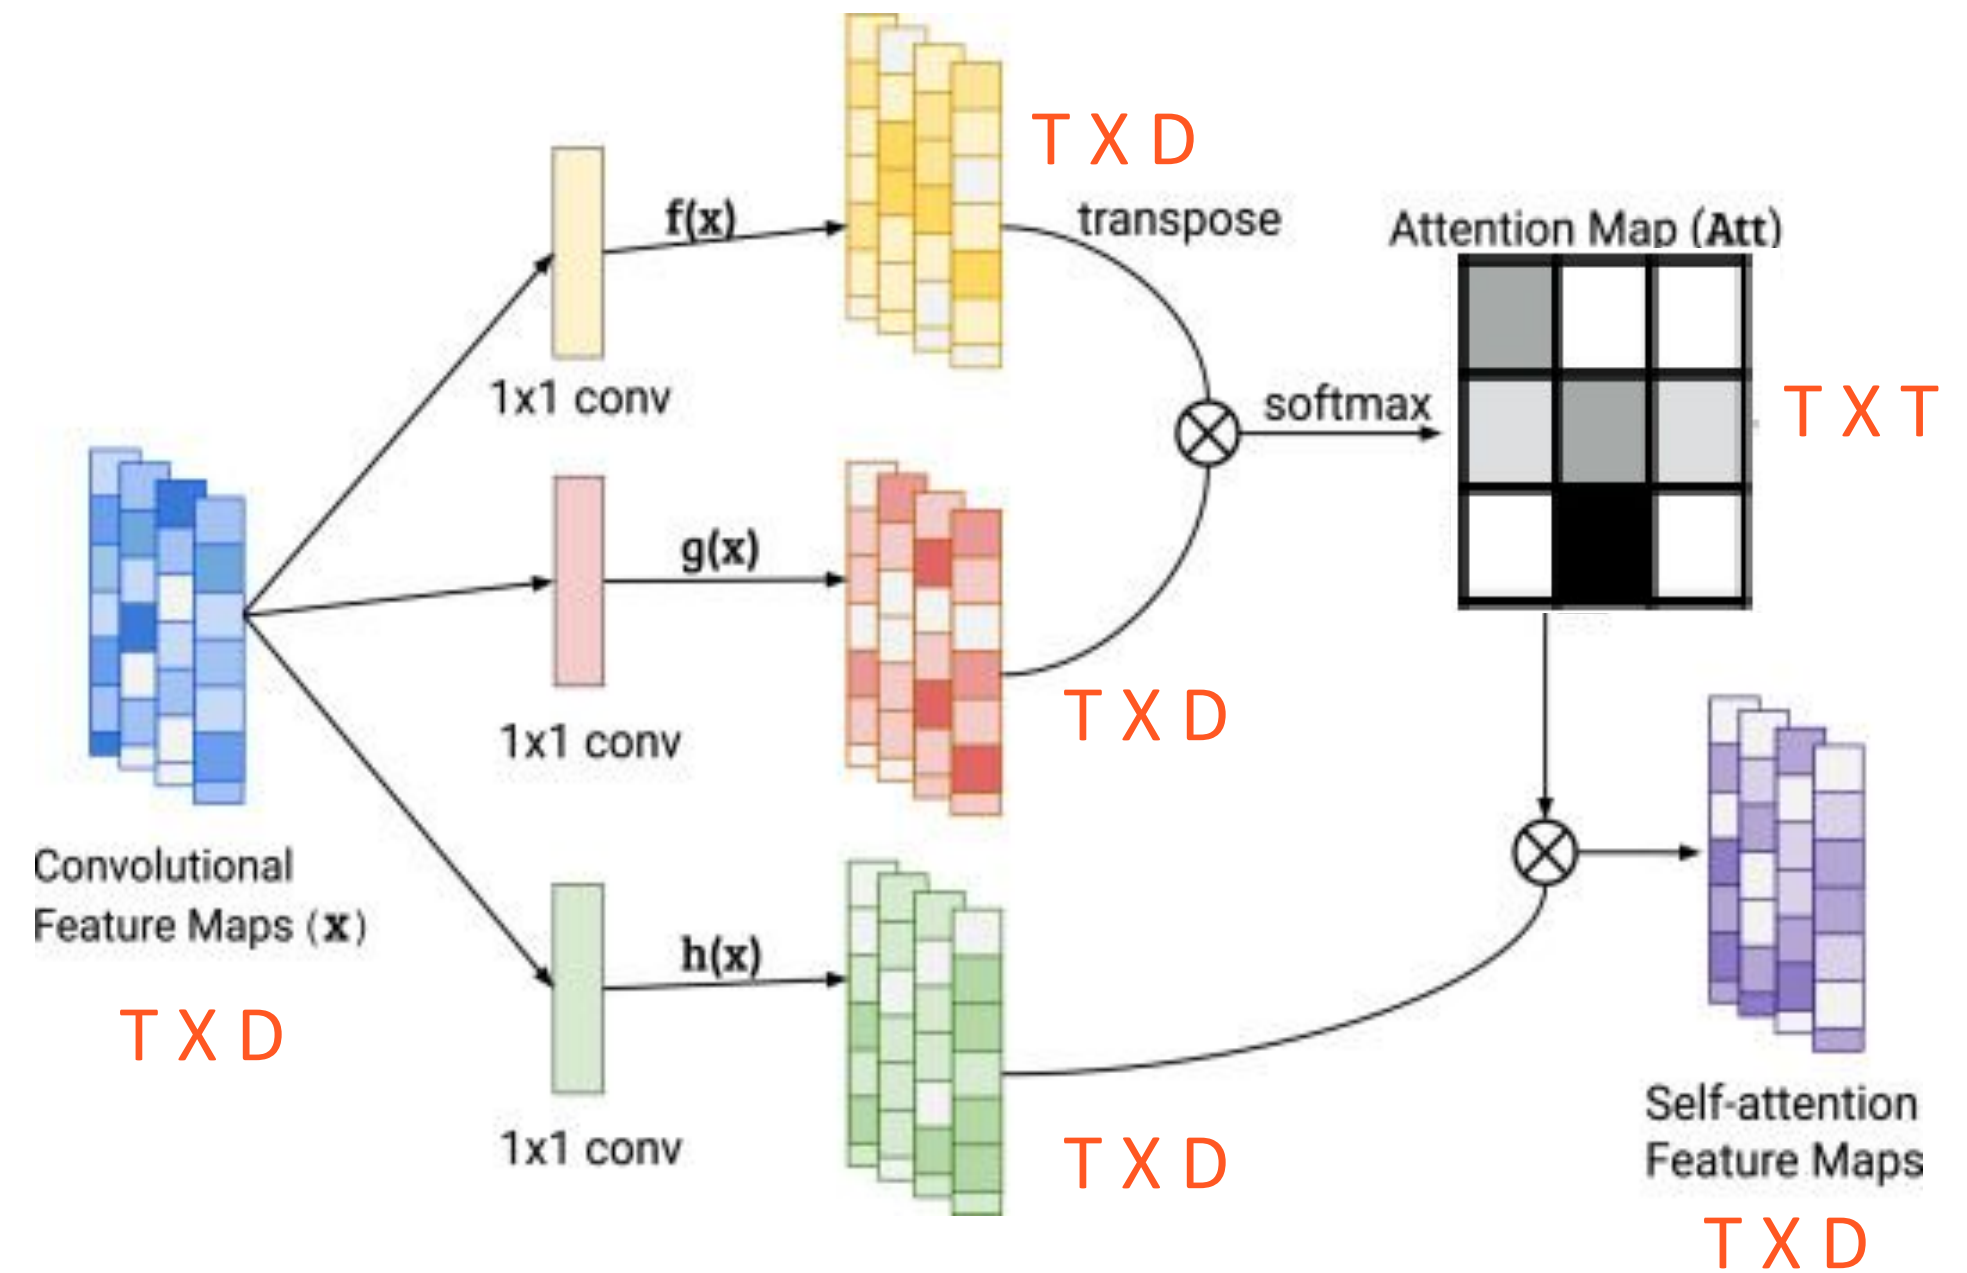 T X D
transpose
f(x)
1x1 conv
Attention Map (Att)
softmax
T X T
g(x)
1x1 conv
T X D
Convolutional
Feature Maps (x)
T X D
h(x)
1x1 conv
T X D
Self-attention
Feature Maps
T X D